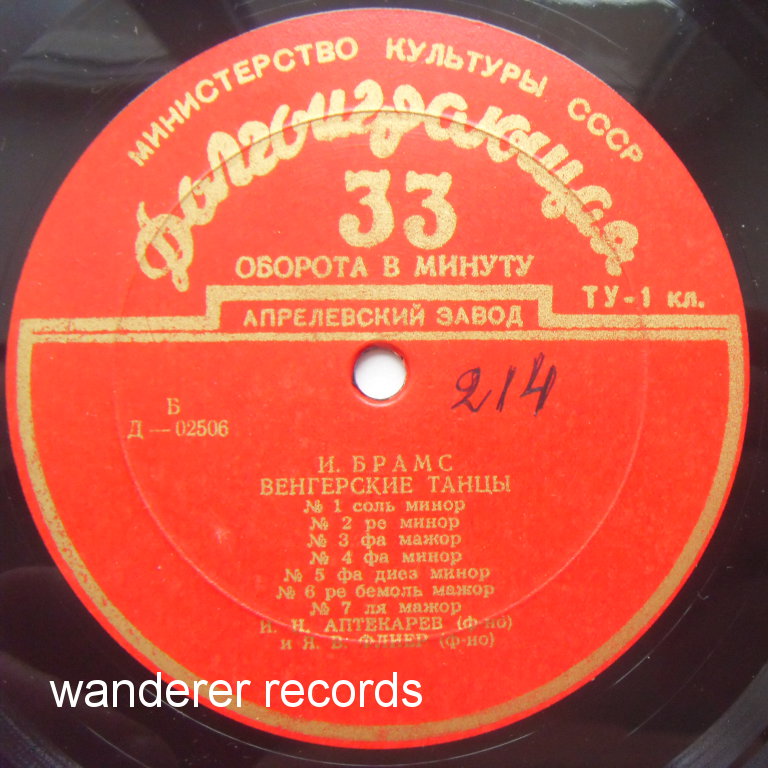 МИНИСТЕРСТВО КУЛЬТУРЫ СССР
Долгоиграющая
33
ОБОРОТА В МИНУТУ
ТУ-1 кл.
АПРЕЛЕВСКИЙ ЗАВОД
214
Б
Д — 02506
И. БРАМС
ВЕНГЕРСКИЕ ТАНЦЫ
№ 1 соль минор
№ 2 ре минор
№ 3 фа мажор
№ 4 фа минор
№ 5 фа диез минор
№ 6 ре бемоль мажор
№ 7 ля мажор
И. И. АПТЕКАРЕВ (ф-но)
и Я. В. ФЛИЕР (ф-но)
wanderer records